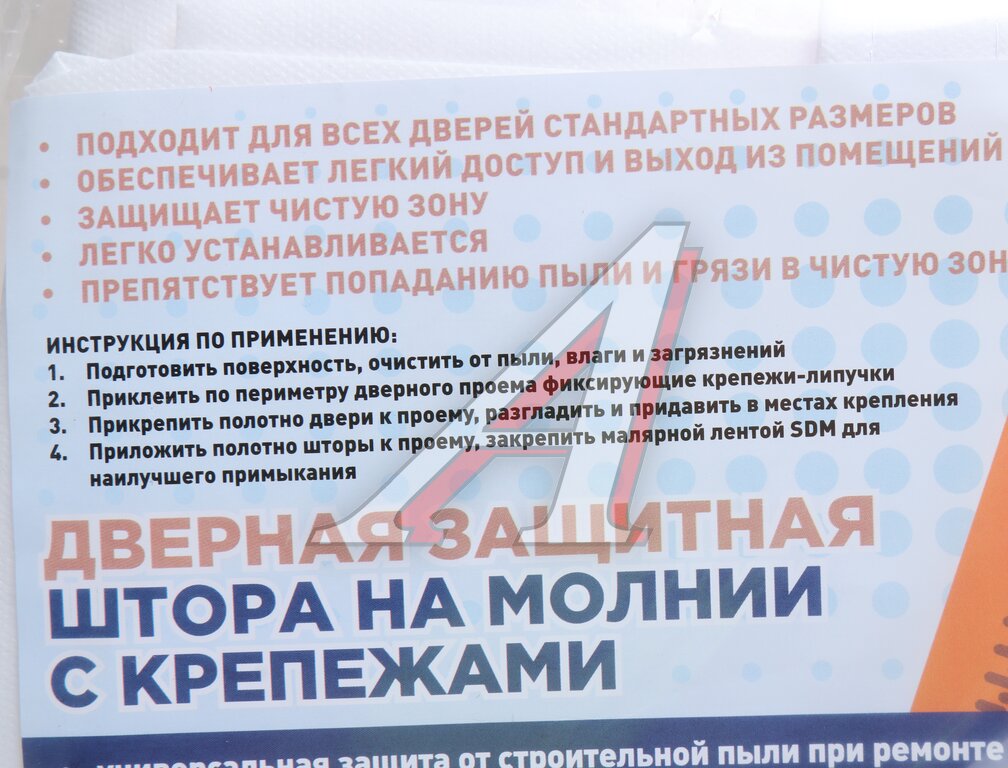 • ПОДХОДИТ ДЛЯ ВСЕХ ДВЕРЕЙ СТАНДАРТНЫХ РАЗМЕРОВ
• ОБЕСПЕЧИВАЕТ ЛЕГКИЙ ДОСТУП И ВЫХОД ИЗ ПОМЕЩЕНИЙ
• ЗАЩИЩАЕТ ЧИСТУЮ ЗОНУ
• ЛЕГКО УСТАНАВЛИВАЕТСЯ
• ПРЕПЯТСТВУЕТ ПОПАДАНИЮ ПЫЛИ И ГРЯЗИ В ЧИСТУЮ ЗОН
ИНСТРУКЦИЯ ПО ПРИМЕНЕНИЮ:
1. Подготовить поверхность, очистить от пыли, влаги и загрязнений
2. Приклеить по периметру дверного проема фиксирующие крепежи-липучки
3. Прикрепить полотно двери к проему, разгладить и придавить в местах крепления
4. Приложить полотно шторы к проему, закрепить малярной лентой SDM для
наилучшего примыкания
ДВЕРНАЯ ЗАЩИТНАЯ
ШТОРА НА МОЛНИИ
С КРЕПЕЖАМИ
универсальная защита от строительной пыли при ремонте